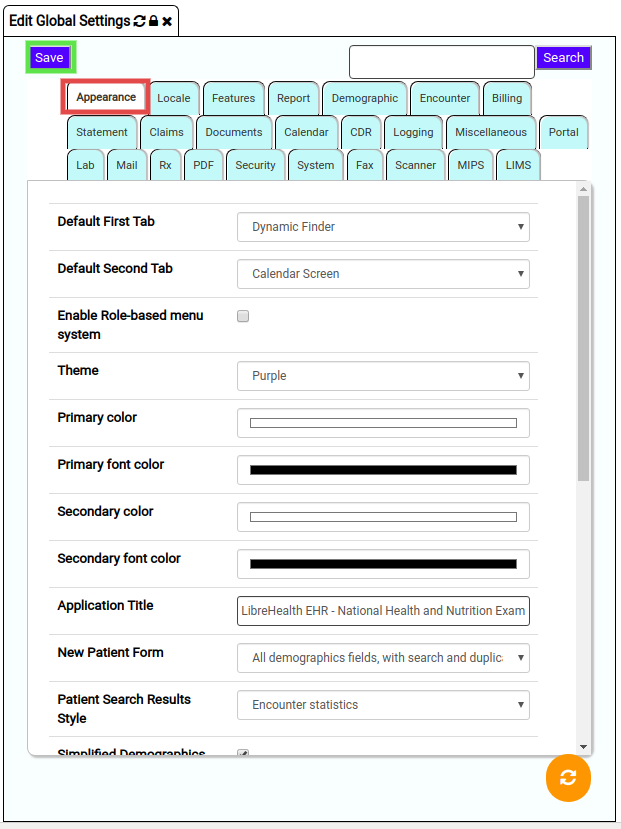 Edit Global Settings
Save
Search
Appearance Locale Features Report Demographic Encounter Billing
Statement Claims Documents Calendar CDR Logging Miscellaneous Portal
Lab Mail Rx PDF Security System Fax Scanner MIPS LIMS
Default First Tab Dynamic Finder
Default Second Tab Calendar Screen
Enable Role-based menu
system
Theme Purple
Primary color
Primary font color
Secondary color
Secondary font color
Application Title LibreHealth EHR - National Health and Nutrition Exam
New Patient Form All demographics fields, with search and duplic
Patient Search Results Encounter statistics
Style
Simplified Demographics